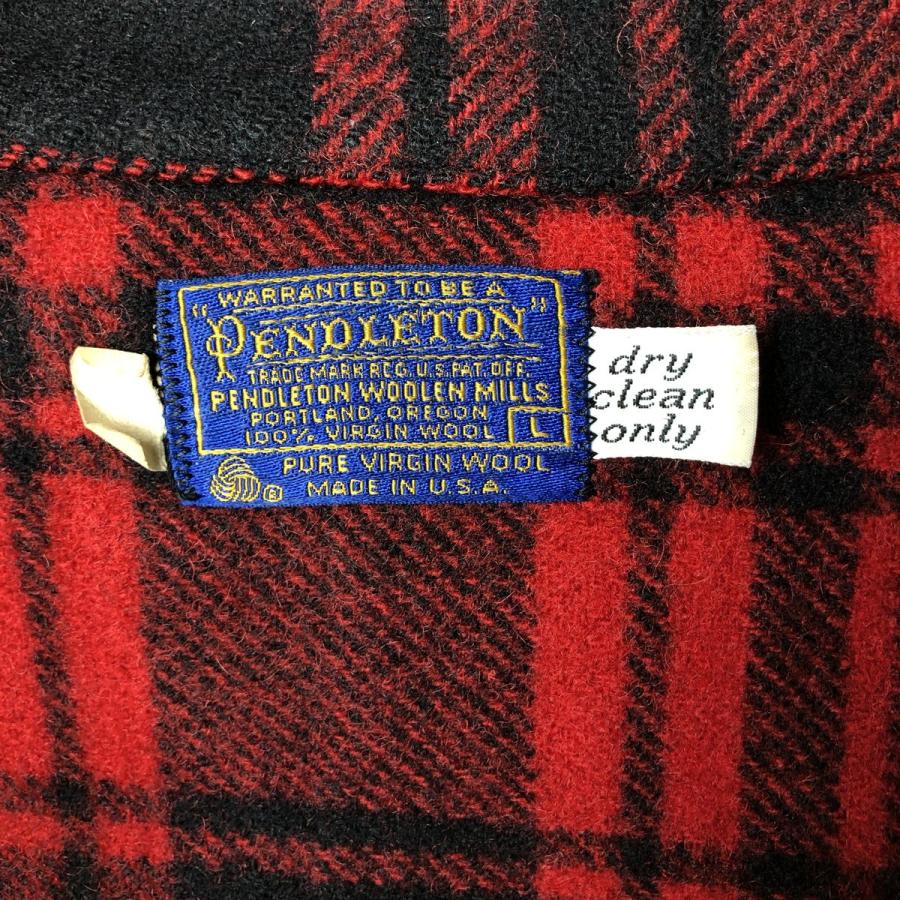 WARRANTED TO BE A
"PENDLETON"
TRADE MARK REG. U.S. PAT. OFF.
PENDLETON WOOLEN MILLS
PORTLAND, OREGON
100% VIRGIN WOOL L
PURE VIRGIN WOOL
® MADE IN U.S.A.
dry
clean
only